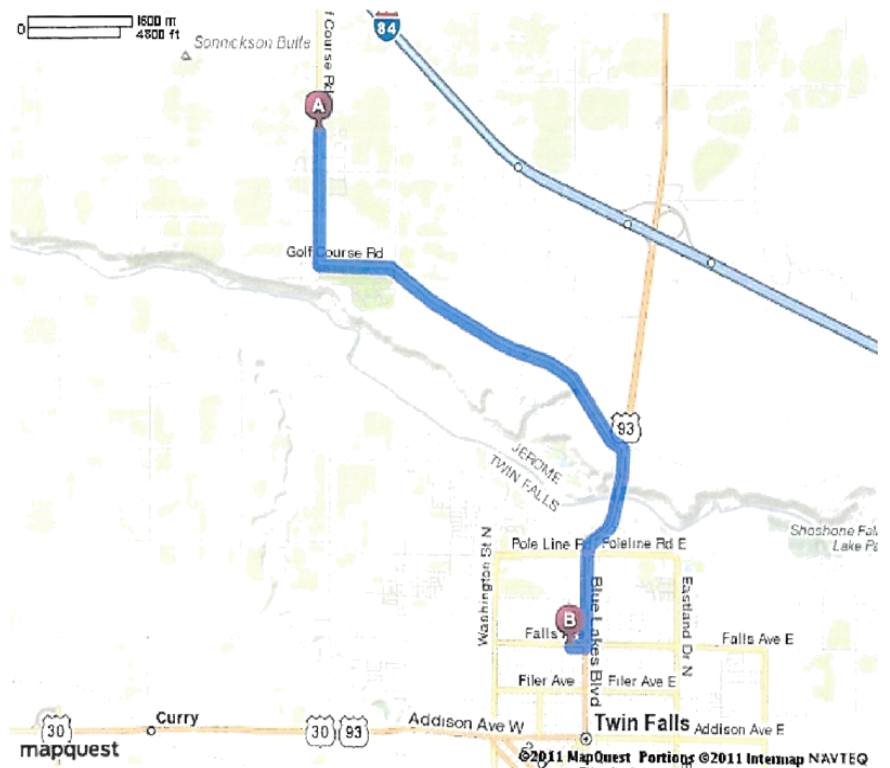 0
1600 m
4800 ft
Sonnickson Butte
f Course Rd
84
A
Golf Course Rd
93
JEROME
TWIN FALLS
Shoshone Fal
Lake Pa
Washington St N
Pole Line Rd
Poleline Rd E
Blue Lakes Blvd
Eastland Dr N
B
Falls Ave
Falls Ave E
Filer Ave
Filer Ave E
30
Curry
30
93
Addison Ave W
Twin Falls
Addison Ave E
mapquest
©2011 MapQuest Portions ©2011 Intermap NAVTEQ